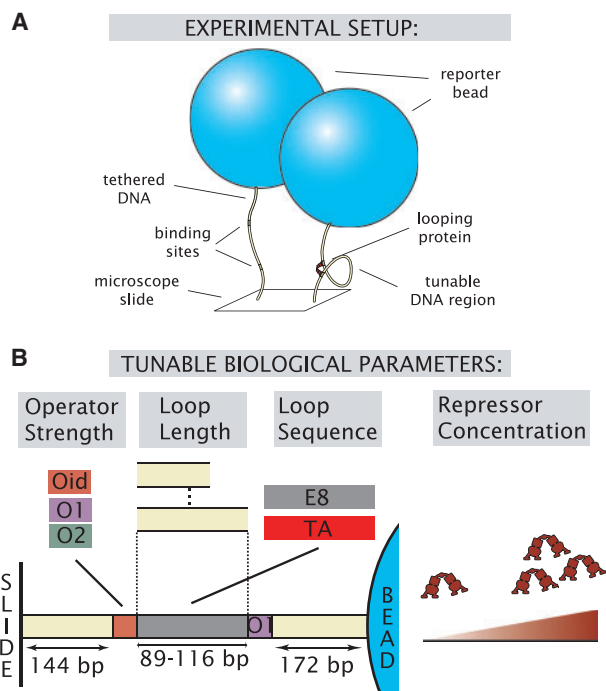 A
EXPERIMENTAL SETUP:
reporter
bead
tethered
DNA
binding
sites
microscope
slide
looping
protein
tunable
DNA region
B
TUNABLE BIOLOGICAL PARAMETERS:
Operator
Strength
Loop
Length
Loop
Sequence
Repressor
Concentration
Oid
O1
O2
E8
TA
SLIDE
O1
BEAD
144 bp
89-116 bp
172 bp